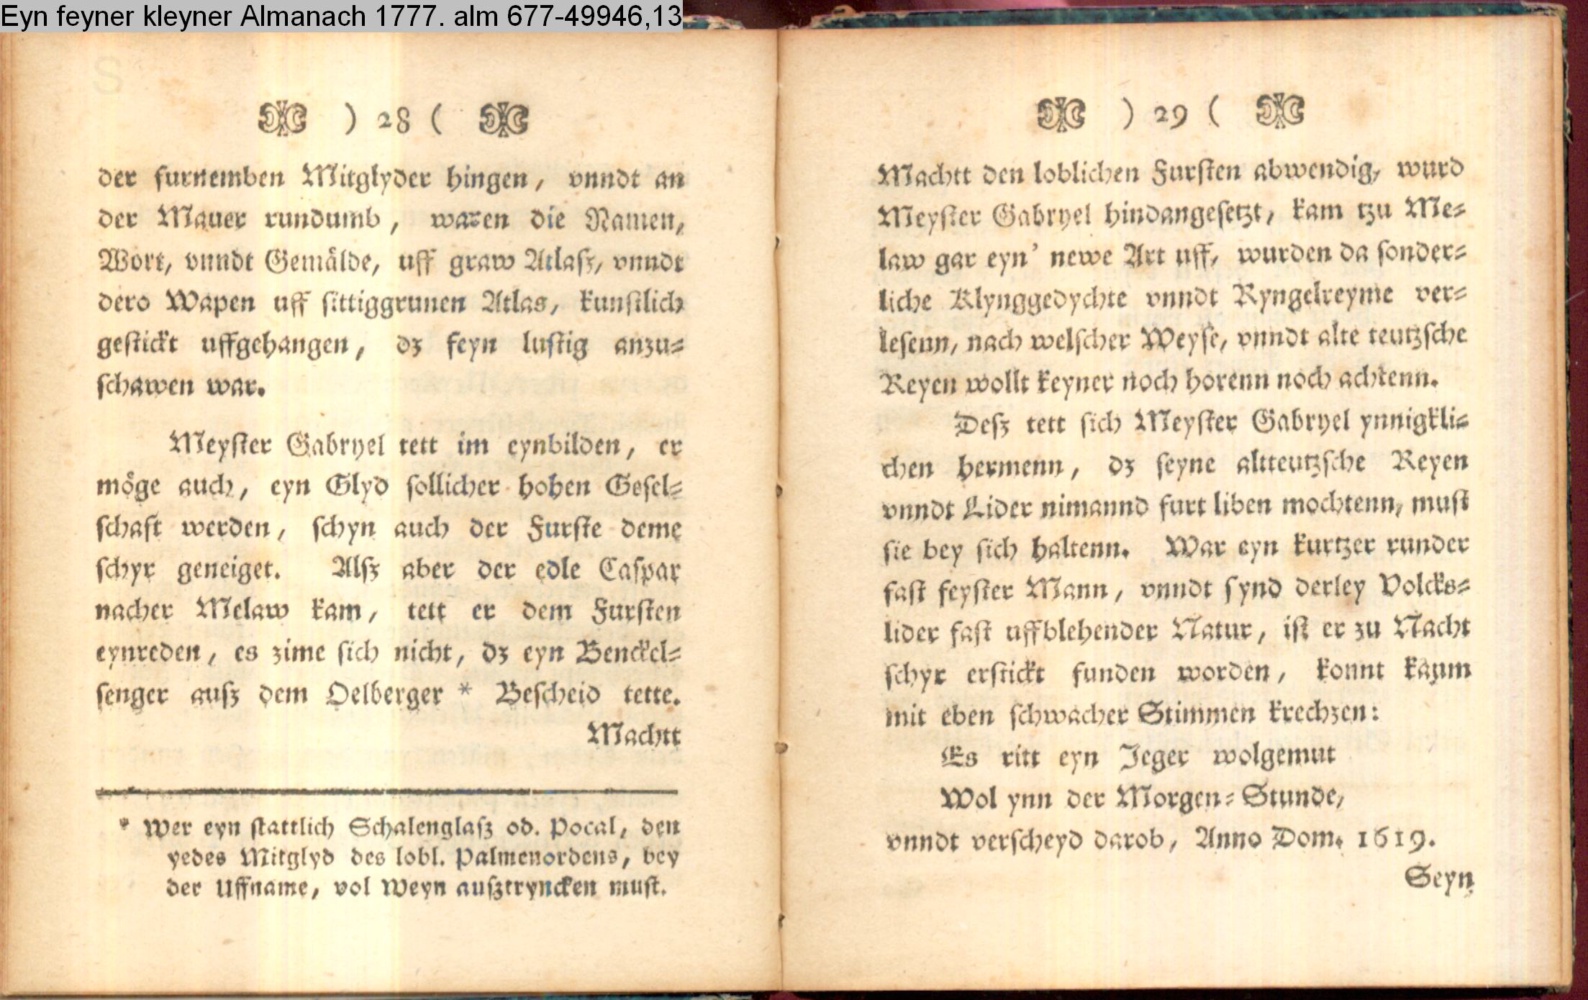 Eyn feyner kleyner Almanach 1777. alm 677-49946,13
) 28 (
der furnemben Mitglyder hingen, vnndt an
der Mauer rundumb, waren die Namen,
Wort, vnndt Gemälde, uff graw Atlaſz, vnndt
dero Wapen uff ſittiggrunen Atlas, kunſtlich
geſtickt uffgehangen, dz feyn luſtig anzu⸗
ſchawen war.
Meyſter Gabryel tett im eynbilden, er
möge auch, eyn Glyd ſollicher hohen Geſel⸗
ſchaft werden, ſchyn auch der Furſte deme
ſchyr geneiget. Alſz aber der edle Caſpar
nacher Melaw kam, tett er dem Furſten
eynreden, es zime ſich nicht, dz eyn Benckel⸗
ſenger auſz dem Oelberger * Beſcheid tette.
Machtt
* Wer eyn ſtattlich Schalenglaſz od. Pocal, den
yedes Mitglyd des lobl. Palmenordens, bey
der Uffname, vol Weyn auſztryncken muſt.
) 29 (
Machtt den loblichen Furſten abwendig, wurd
Meyſter Gabryel hindangeſetzt, kam tzu Me⸗
law gar eyn' newe Art uff, wurden da ſonder⸗
liche Klynggedychte vnndt Ryngelreyme ver⸗
leſenn, nach welſcher Weyſe, vnndt alte teutzſche
Reyen wollt keyner noch horenn noch achtenn.
Deſz tett ſich Meyſter Gabryel ynnigkli⸗
chen hermenn, dz ſeyne altteutzſche Reyen
vnndt Lider nimannd furt liben mochtenn, muſt
ſie bey ſich haltenn. War eyn kurtzer runder
faſt feyſter Mann, vnndt ſynd derley Volcks⸗
lider faſt uffblehender Natur, iſt er zu Nacht
ſchyr erſtickt funden worden, konnt kaum
mit eben ſchwacher Stimmen krechzen:
Es ritt eyn Jeger wolgemut
Wol ynn der Morgen⸗Stunde,
vnndt verſcheyd darob, Anno Dom. 1619.
Seyn